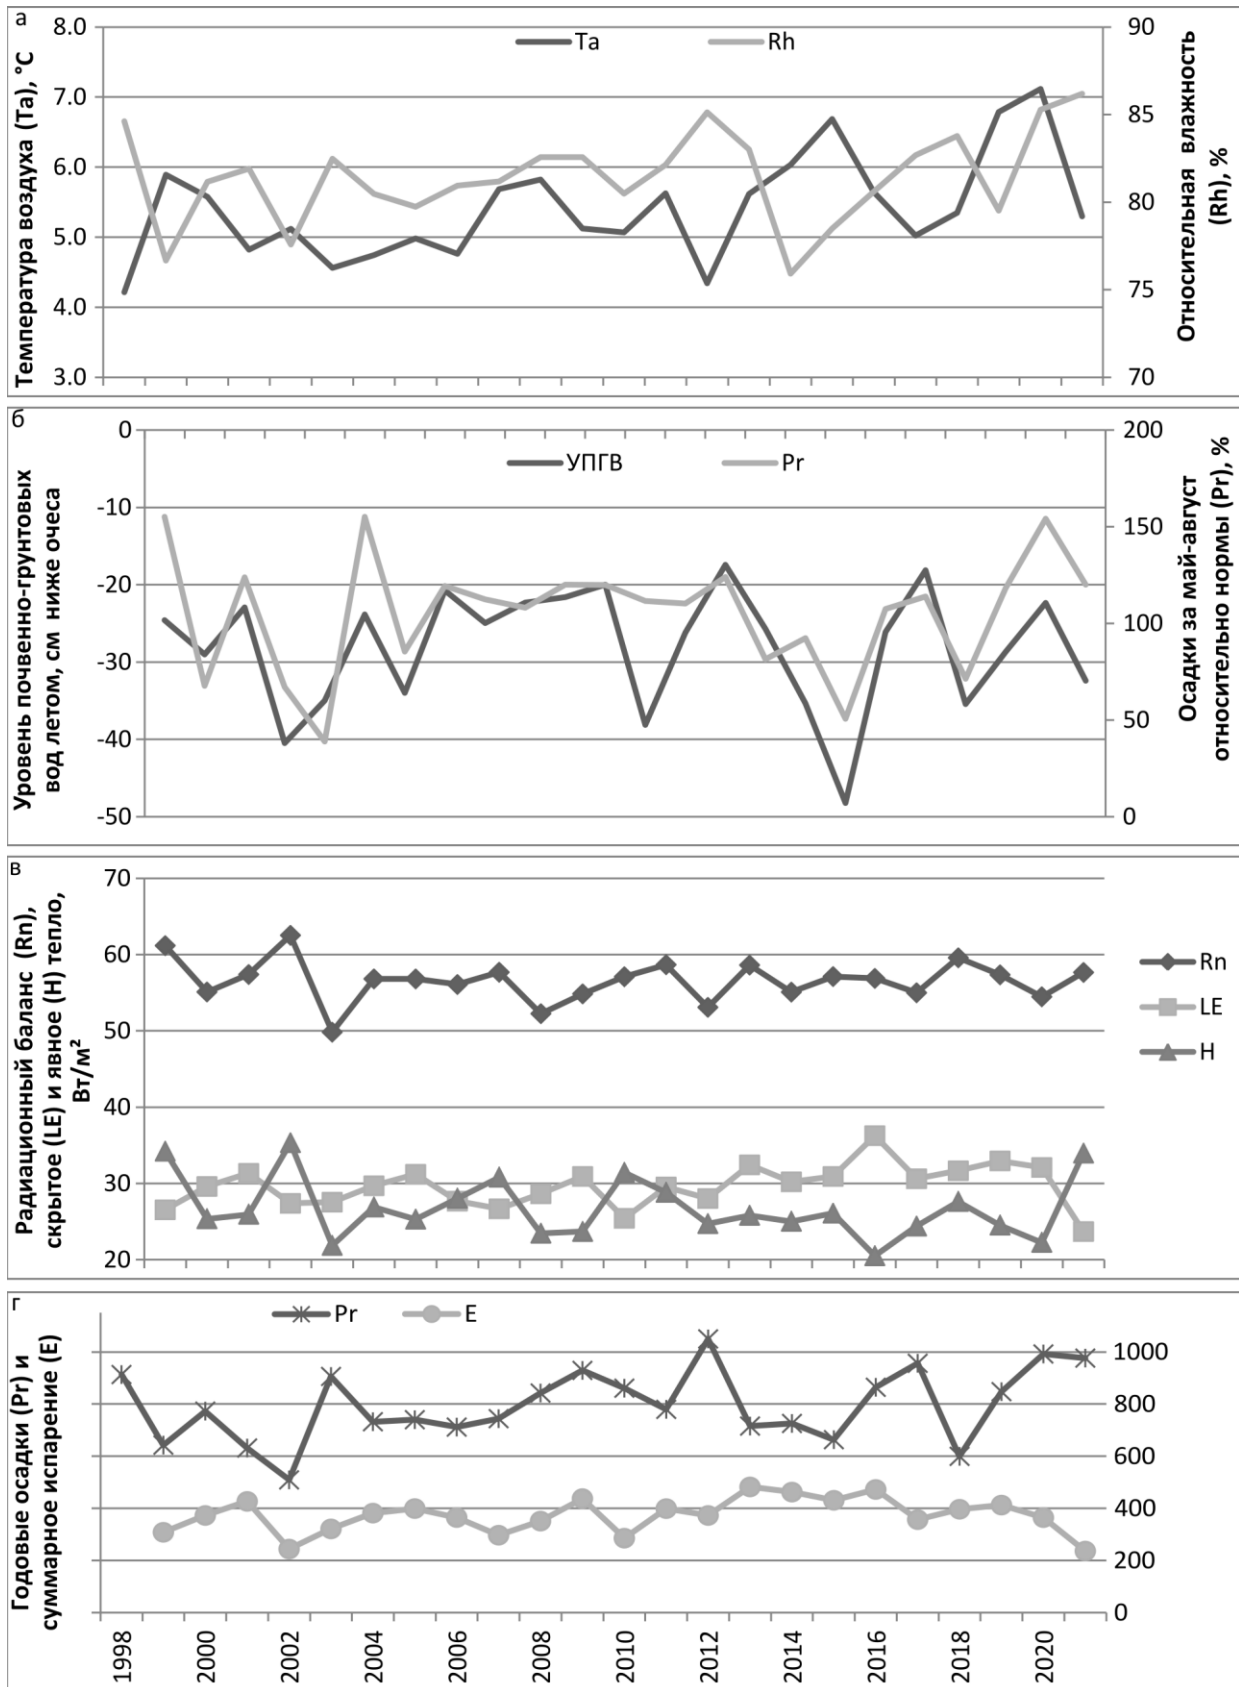 а
Температура воздуха (Ta), °C
8.0
7.0
6.0
5.0
4.0
3.0
Ta
Rh
90
85
80
75
70
Относительная влажность
(Rh), %
б
Уровень почвенно-грунтовых
вод летом, см ниже очеса
0
-10
-20
-30
-40
-50
УПГВ
Pr
200
150
100
50
0
Осадки за май-август
относительно нормы (Pr), %
в
Радиационный баланс (Rn),
скрытое (LE) и явное (H) тепло,
Вт/м²
70
60
50
40
30
20
Rn
LE
H
г
Годовые осадки (Pr) и
суммарное испарение (E)
Pr
E
1000
800
600
400
200
0
1998
2000
2002
2004
2006
2008
2010
2012
2014
2016
2018
2020